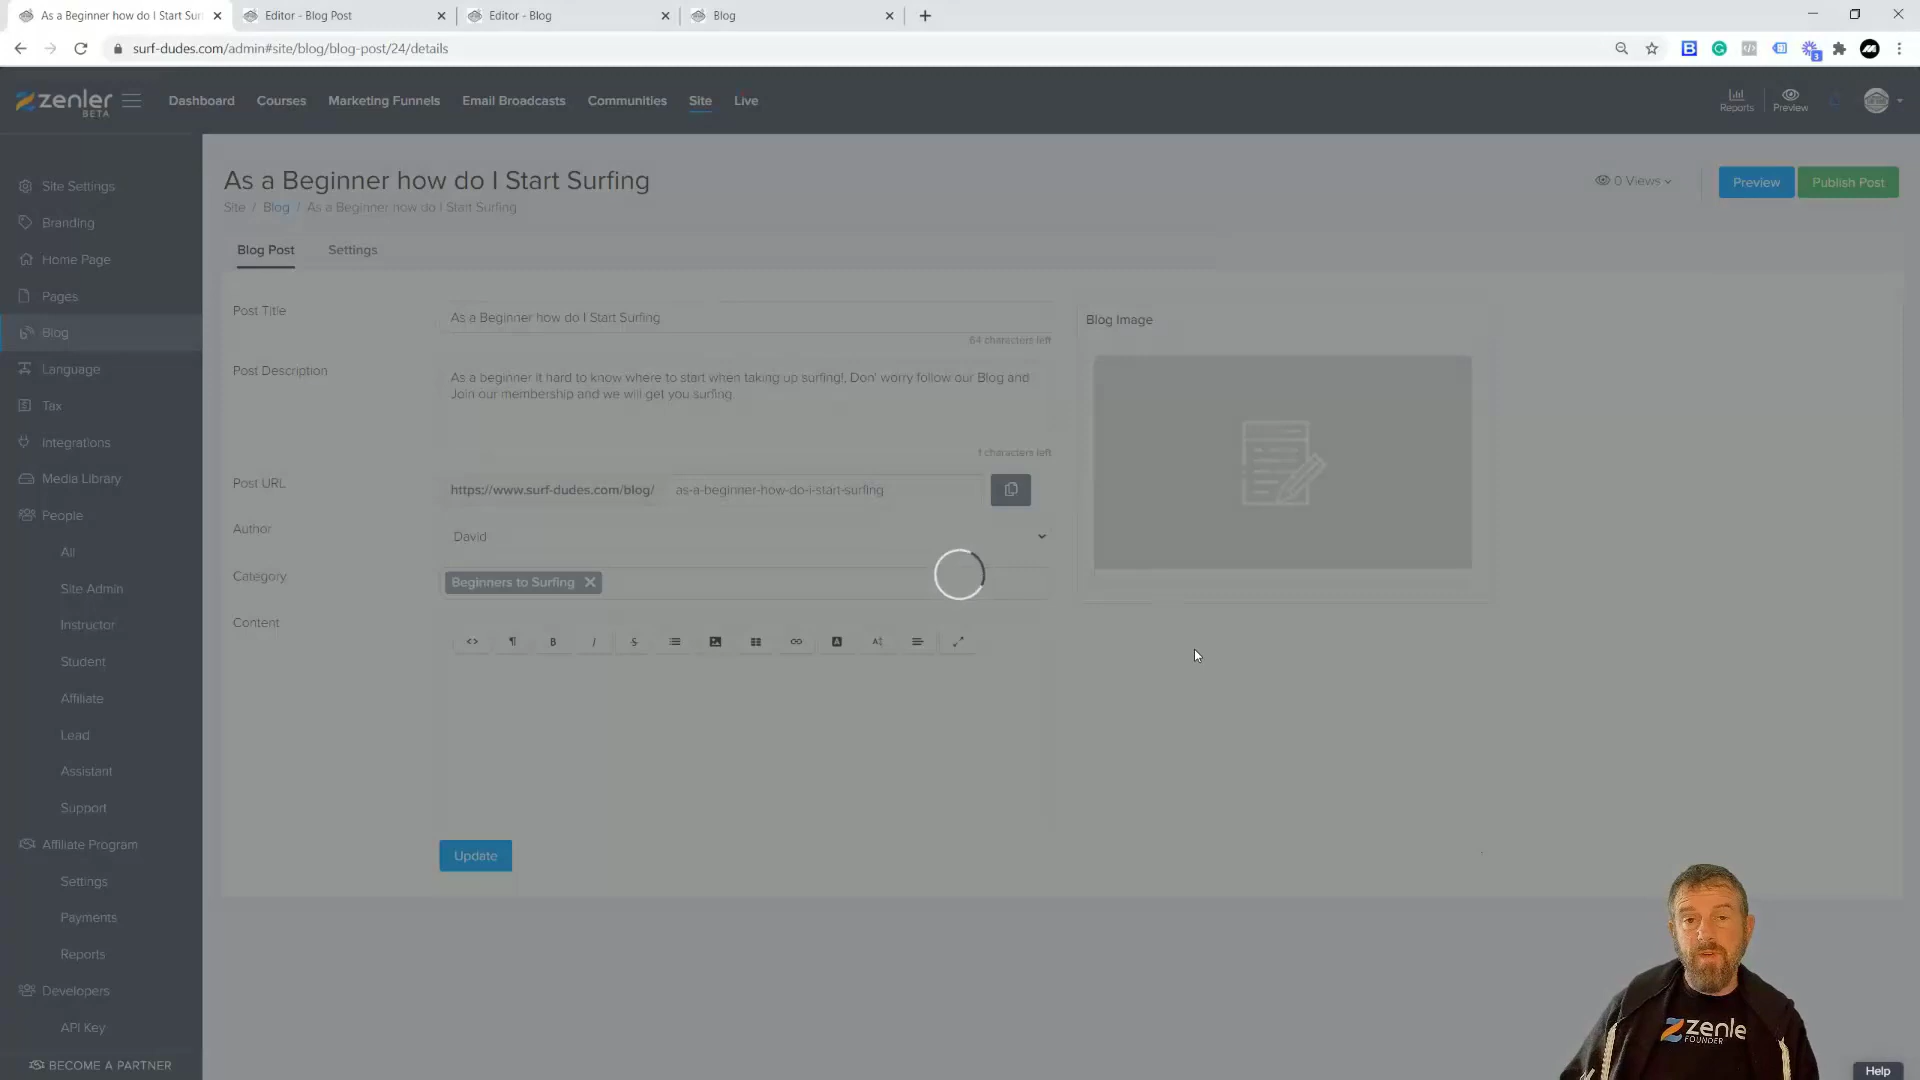 As a Beginner how do I Start Sur
Editor - Blog Post
Editor - Blog
Blog
surf-dudes.com/admin#site/blog/blog-post/24/details
3
zenler
BETA
Dashboard
Courses
Marketing Funnels
Email Broadcasts
Communities
Site
Live
Reports
Preview
Site Settings
Branding
Home Page
Pages
Blog
Language
Tax
Integrations
Media Library
People
All
Site Admin
Instructor
Student
Affiliate
Lead
Assistant
Support
Affiliate Program
Settings
Payments
Reports
Developers
API Key
BECOME A PARTNER
As a Beginner how do I Start Surfing
Site / Blog / As a Beginner how do I Start Surfing
0 Views
Preview
Publish Post
Blog Post
Settings
Post Title
As a Beginner how do I Start Surfing
64 characters left
Post Description
As a beginner it hard to know where to start when taking up surfing!, Don' worry follow our Blog and
Join our membership and we will get you surfing
1 characters left
Post URL
https://www.surf-dudes.com/blog/
as-a-beginner-how-do-i-start-surfing
Author
David
Category
Beginners to Surfing
Content
Update
Blog Image
zenle
FOUNDER
Help